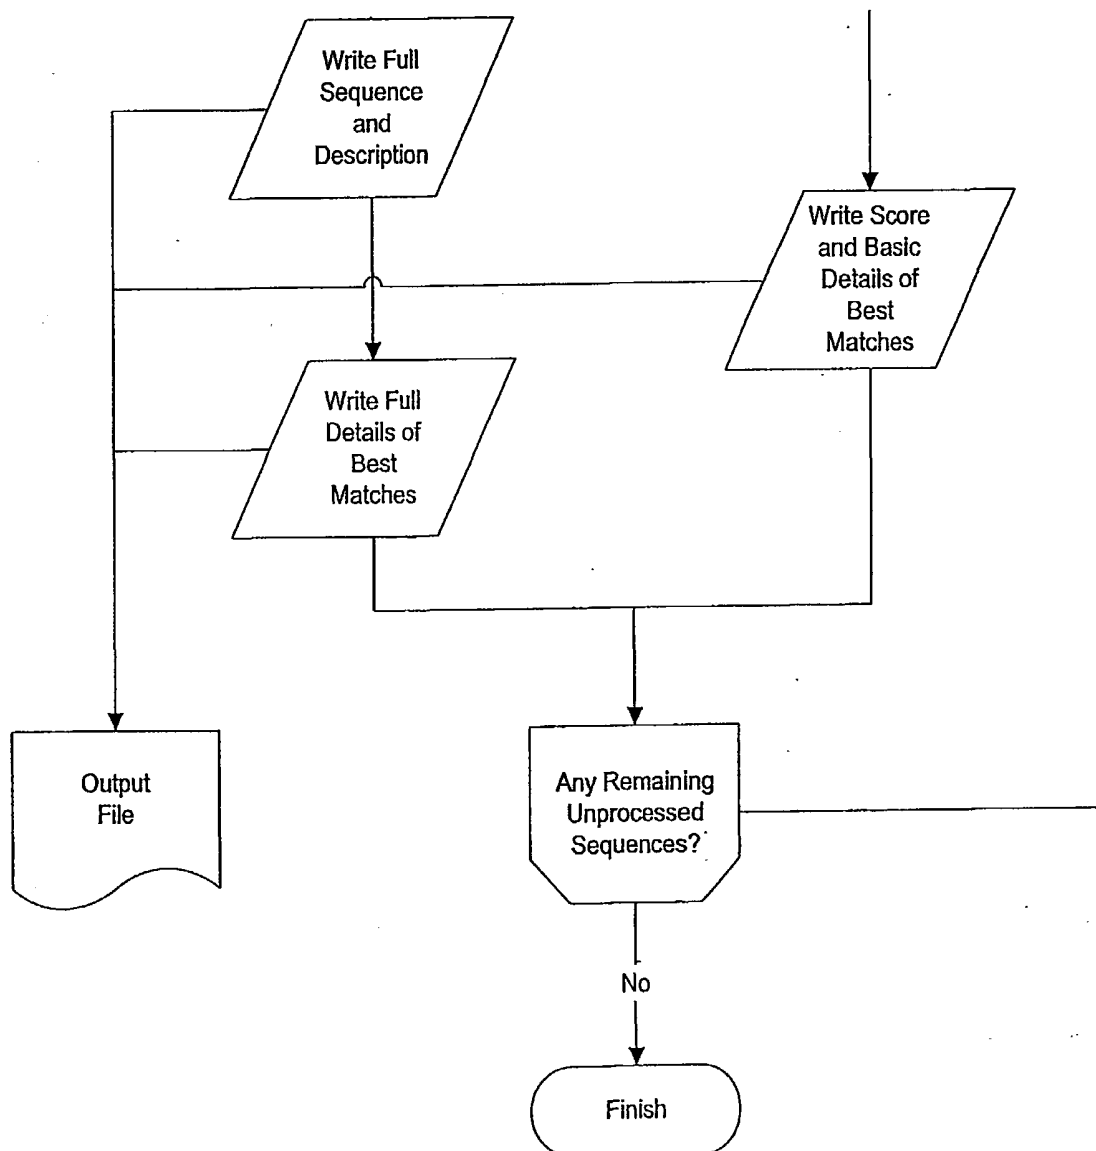 Write Full
Sequence
and
Description
Write Score
and Basic
Details of
Best
Matches
Write Full
Details of
Best
Matches
Output
File
Any Remaining
Unprocessed
Sequences?
No
Finish